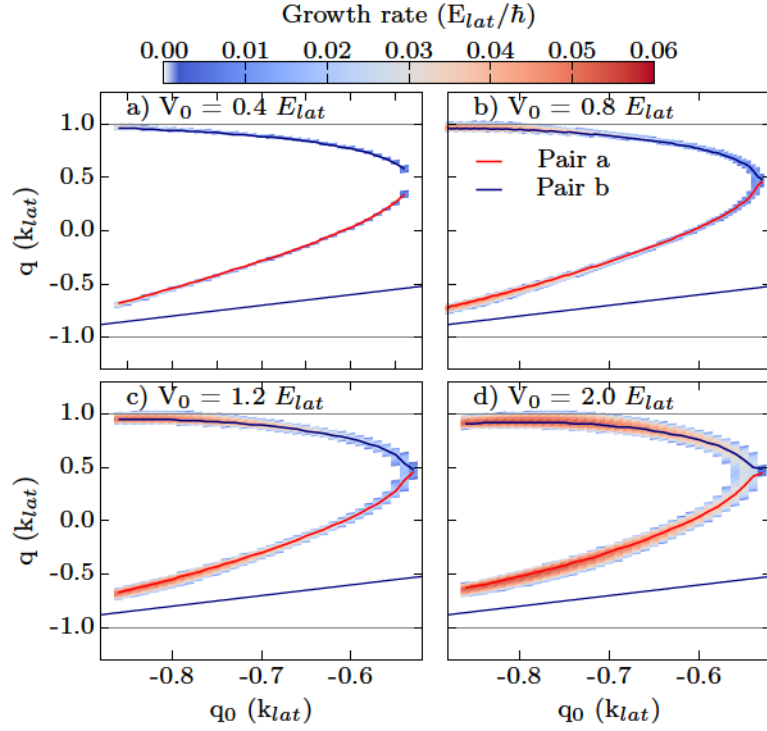 Growth rate (E_lat/ħ)
0.00 0.01 0.02 0.03 0.04 0.05 0.06
a) V_0 = 0.4 E_lat
b) V_0 = 0.8 E_lat
Pair a
Pair b
1.0
0.5
0.0
-0.5
-1.0
q (k_lat)
c) V_0 = 1.2 E_lat
d) V_0 = 2.0 E_lat
1.0
0.5
0.0
-0.5
-1.0
q (k_lat)
-0.8 -0.7 -0.6
-0.8 -0.7 -0.6
q_0 (k_lat)
q_0 (k_lat)